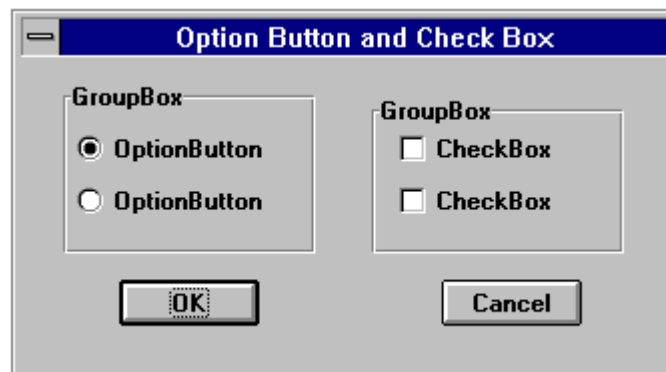 Option Button and Check Box
GroupBox
OptionButton
OptionButton
GroupBox
CheckBox
CheckBox
OK
Cancel